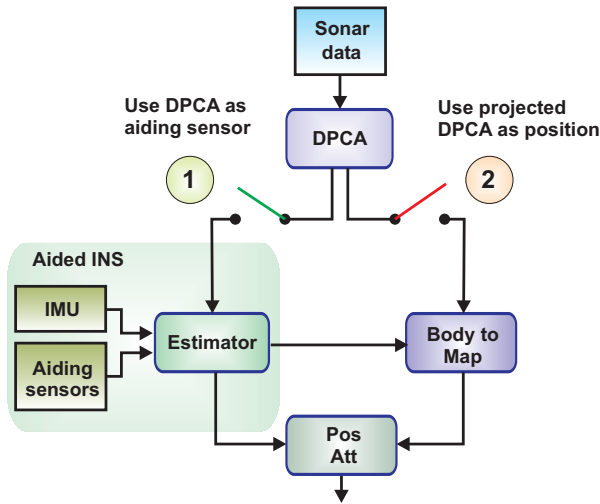 Sonar
data
Use DPCA as
aiding sensor
DPCA
Use projected
DPCA as position
1
2
Aided INS
IMU
Aiding
sensors
Estimator
Body to
Map
Pos
Att